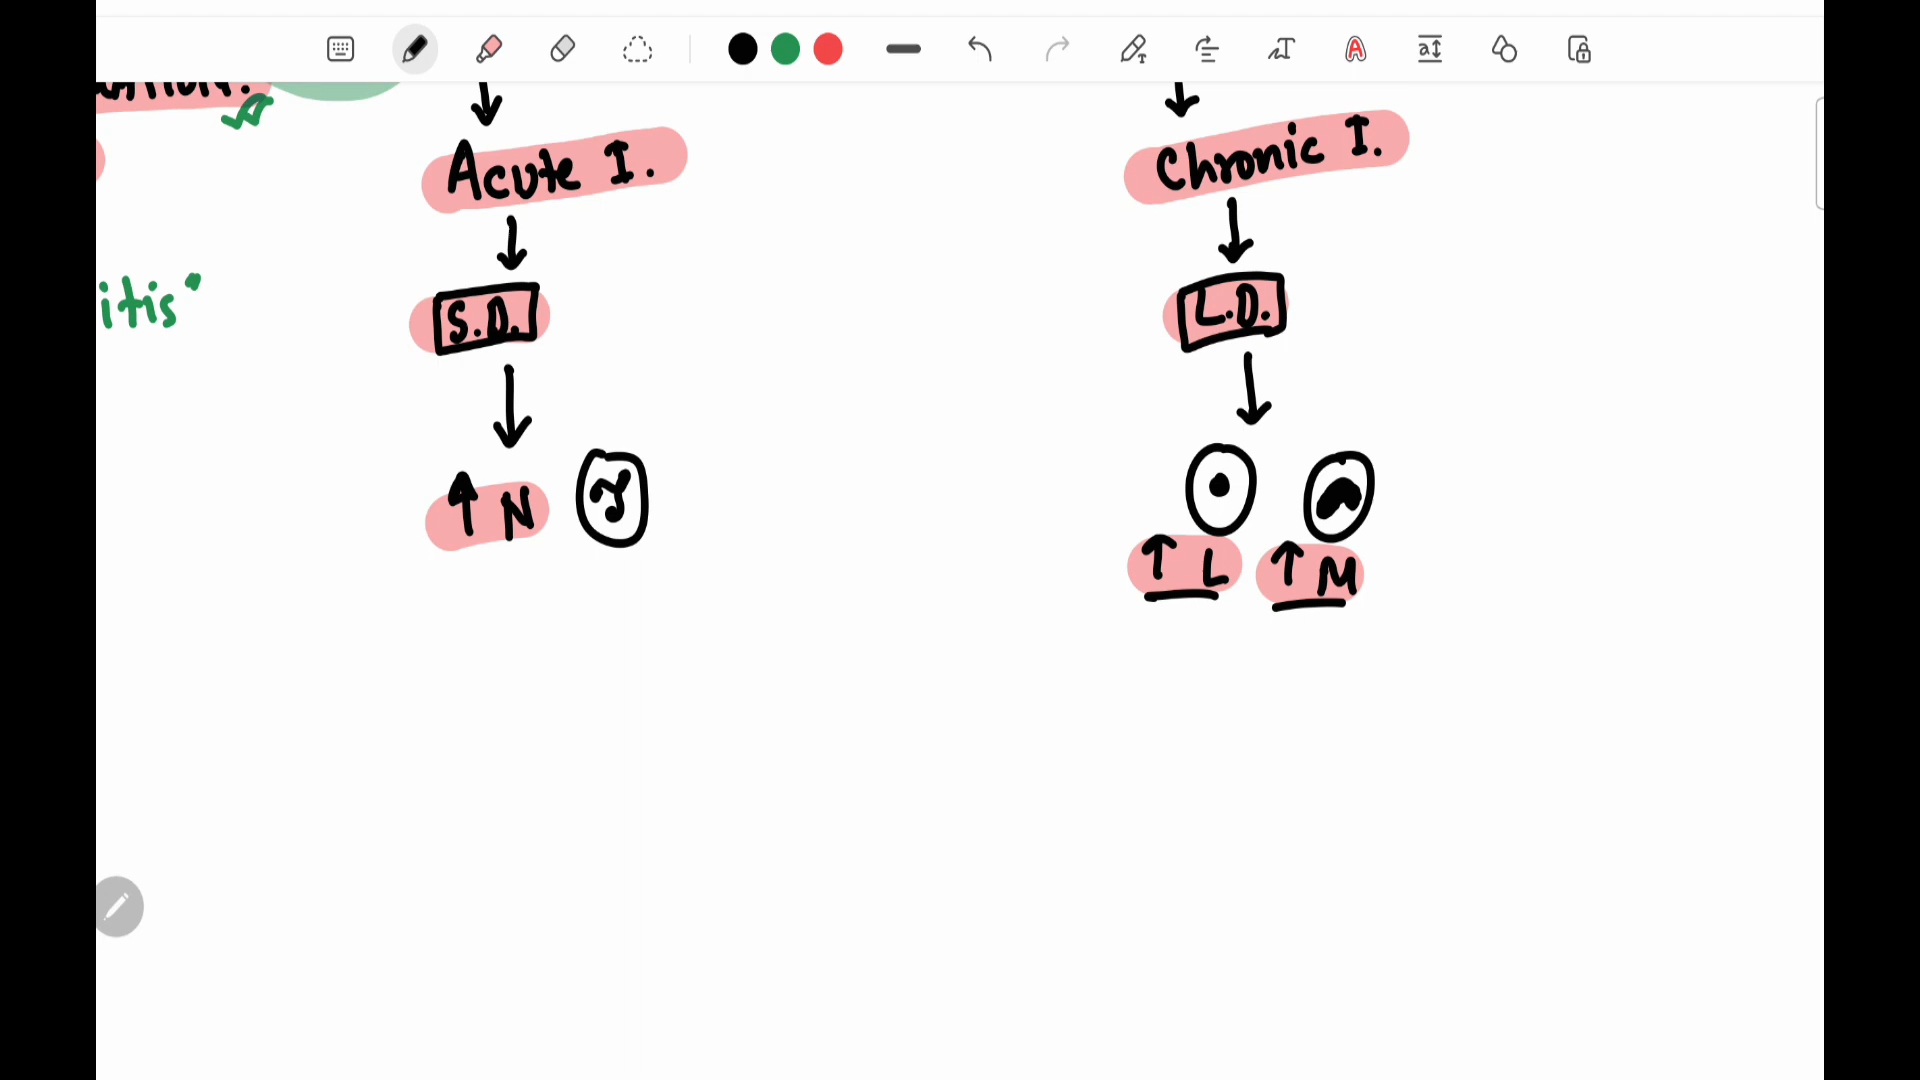 Acute I.
Chronic I.
itis"
S.D.
L.D.
↑ N
↑ L ↑ M